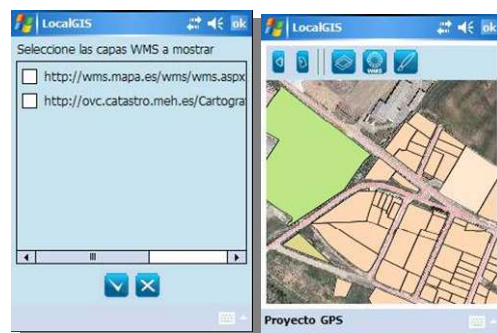 LocalGIS ok
Seleccione las capas WMS a mostrar
http://wms.mapa.es/wms/wms.aspx
http://ovc.catastro.meh.es/Cartogra
LocalGIS ok
WMS
Proyecto GPS